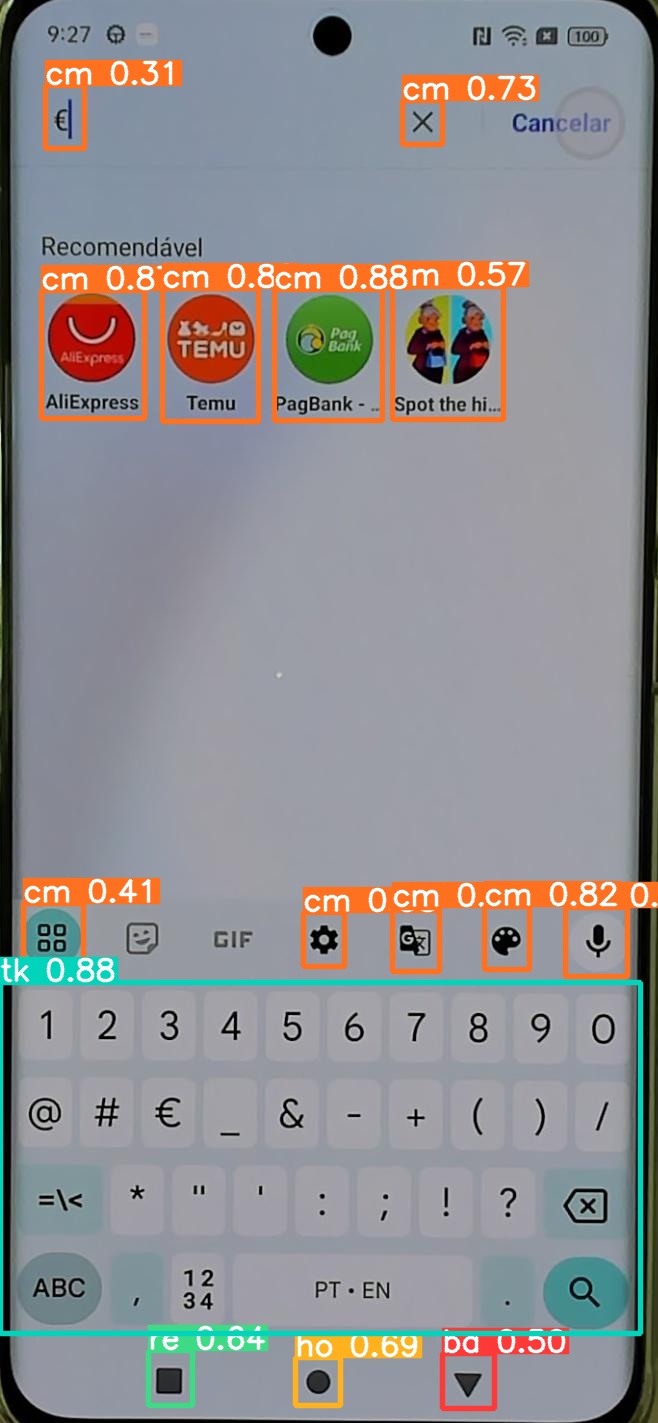 9:27 100
cm 0.31
cm 0.73
€ Cancelar
Recomendável
cm 0.8 cm 0.8 cm 0.88 m 0.57
AliExpress TEMU Pag Bank
AliExpress Temu PagBank - ... Spot the hi...
cm 0.41 cm 0 cm 0. cm 0.82 0.
GIF G
tk 0.88
1 2 3 4 5 6 7 8 9 0
@ # € _ & - + ( ) /
=\< * " ' : ; ! ?
ABC , 12 34 PT • EN .
re 0.64 ho 0.69 ba 0.50